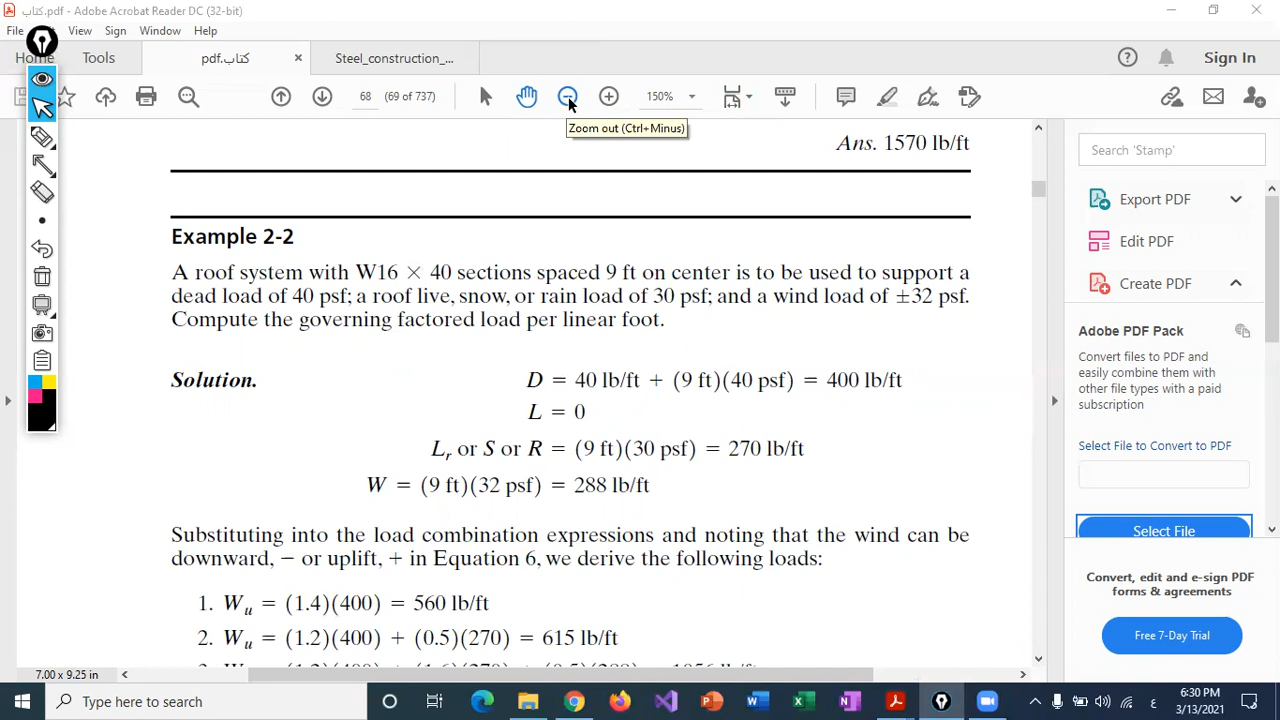 كتاب.pdf - Adobe Acrobat Reader DC (32-bit)
File View Sign Window Help
Home Tools كتاب.pdf Steel_construction_... Sign In
68 (69 of 737) 150%
Zoom out (Ctrl+Minus)
Ans. 1570 lb/ft
Example 2-2
A roof system with W16 × 40 sections spaced 9 ft on center is to be used to support a
dead load of 40 psf; a roof live, snow, or rain load of 30 psf; and a wind load of ±32 psf.
Compute the governing factored load per linear foot.
Solution. D = 40 lb/ft + (9 ft)(40 psf) = 400 lb/ft
L = 0
Lr or S or R = (9 ft)(30 psf) = 270 lb/ft
W = (9 ft)(32 psf) = 288 lb/ft
Substituting into the load combination expressions and noting that the wind can be
downward, − or uplift, + in Equation 6, we derive the following loads:
1. Wu = (1.4)(400) = 560 lb/ft
2. Wu = (1.2)(400) + (0.5)(270) = 615 lb/ft
7.00 x 9.25 in
Search 'Stamp'
Export PDF
Edit PDF
Create PDF
Adobe PDF Pack
Convert files to PDF and
easily combine them with
other file types with a paid
subscription
Select File to Convert to PDF
Select File
Convert, edit and e-sign PDF
forms & agreements
Free 7-Day Trial
Type here to search
ع 6:30 PM
3/13/2021